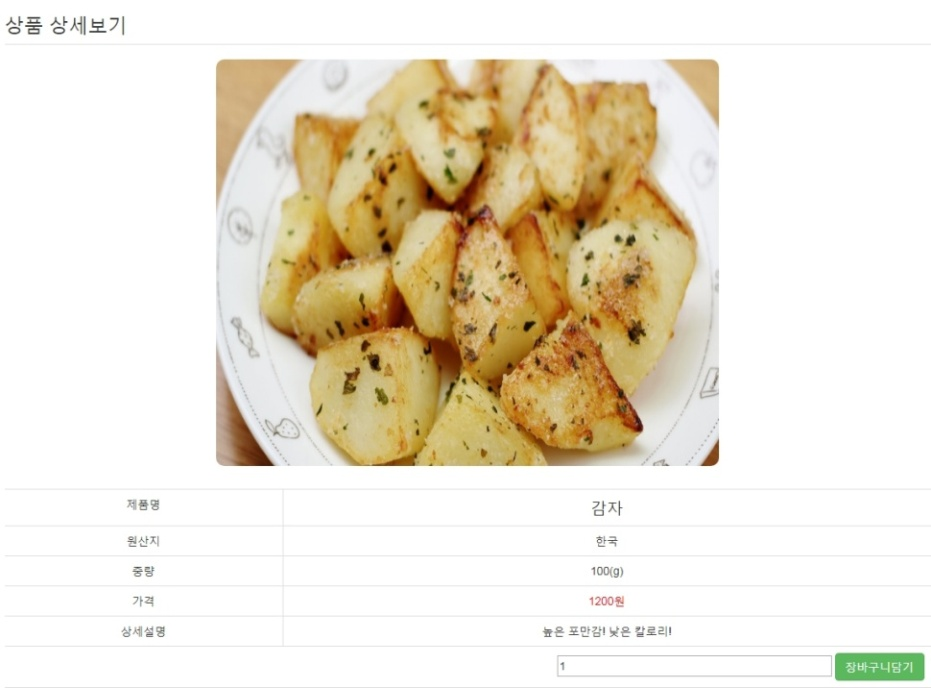 상품 상세보기
제품명 감자
원산지 한국
중량 100(g)
가격 1200원
상세설명 높은 포만감! 낮은 칼로리!
1 장바구니담기